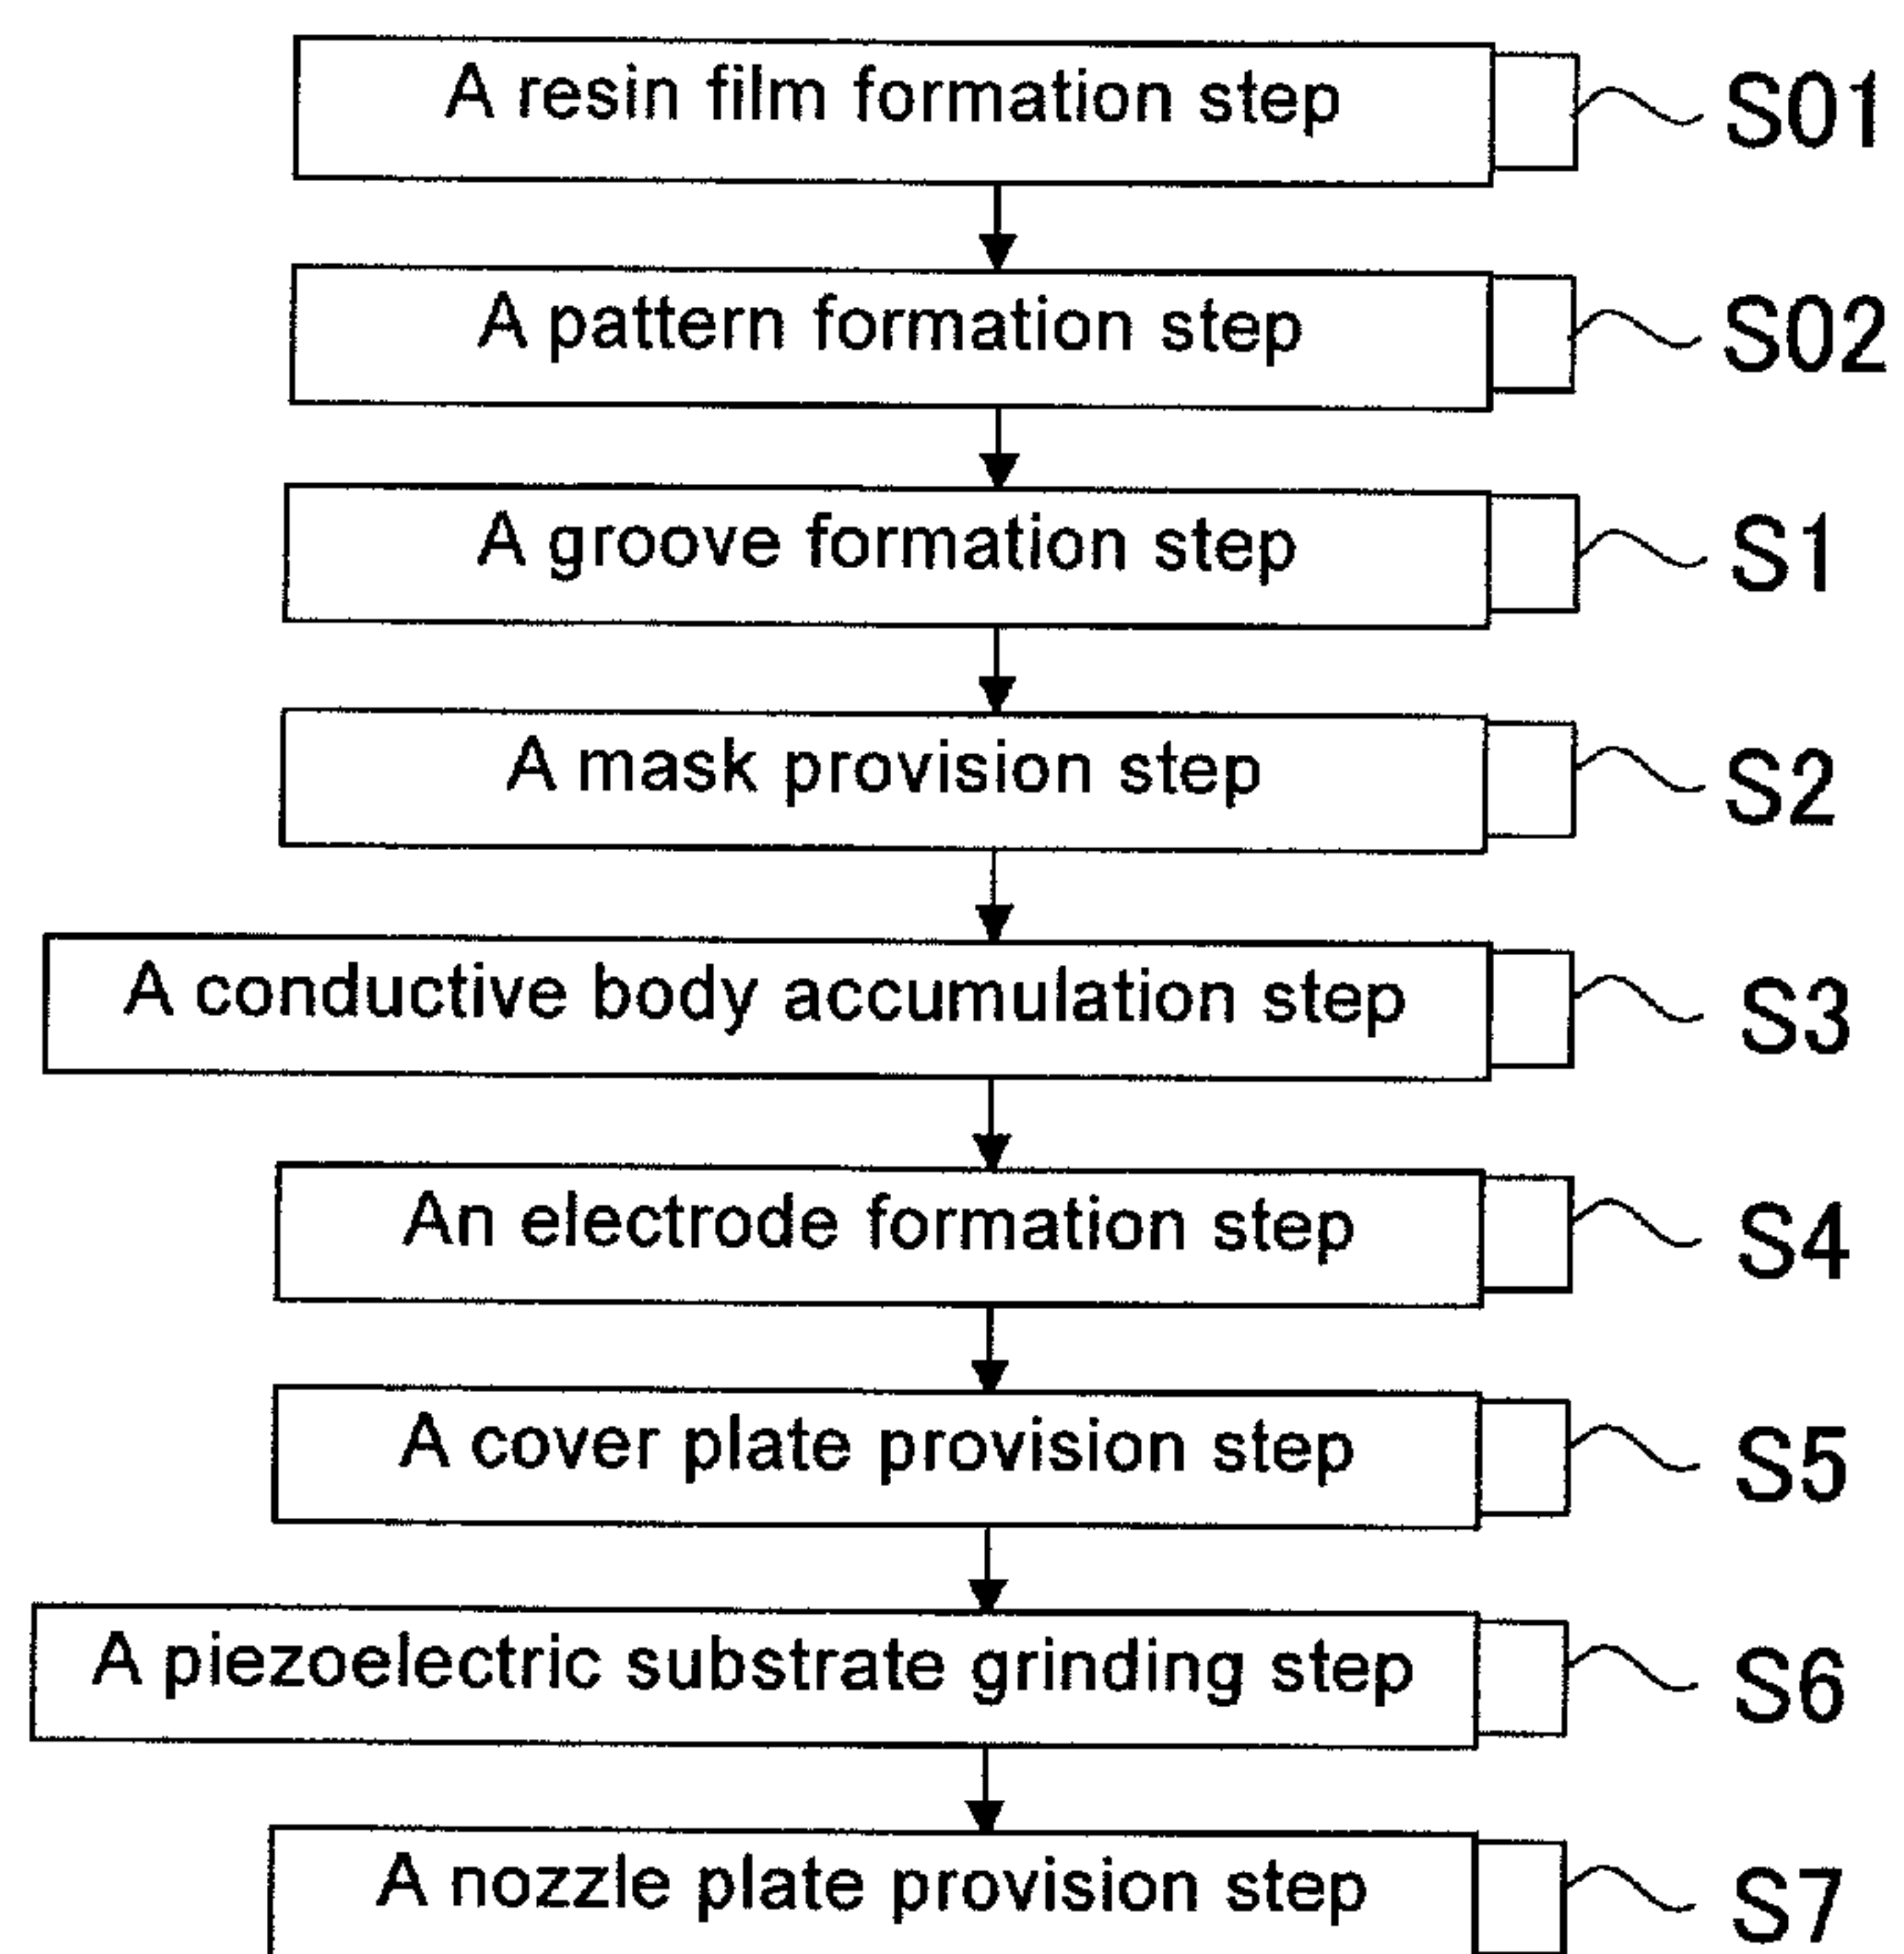 A resin film formation step S01
A pattern formation step S02
A groove formation step S1
A mask provision step S2
A conductive body accumulation step S3
An electrode formation step S4
A cover plate provision step S5
A piezoelectric substrate grinding step S6
A nozzle plate provision step S7